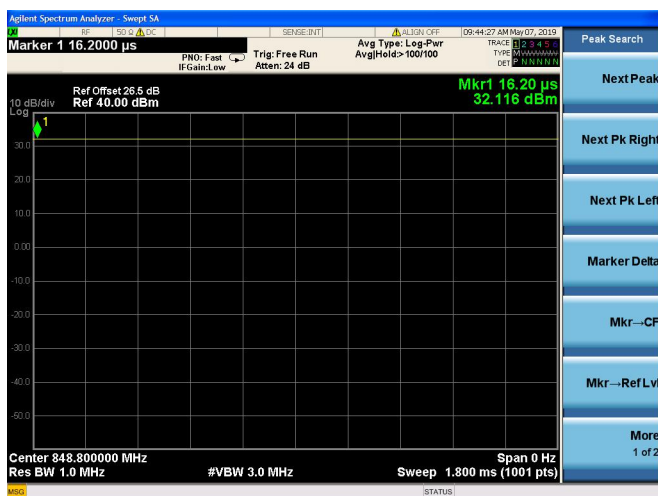 Agilent Spectrum Analyzer - Swept SA
RF 50 Ω DC SENSE:INT ALIGN OFF 09:44:27 AM May 07, 2019
Marker 1 16.2000 µs
PNO: Fast
IFGain:Low
Trig: Free Run
Atten: 24 dB
Avg Type: Log-Pwr
Avg|Hold:>100/100
TRACE 1 2 3 4 5 6
TYPE M
DET P N N N N N
Peak Search
Ref Offset 26.5 dB
Ref 40.00 dBm
10 dB/div
Log
Mkr1 16.20 µs
32.116 dBm
1
30.0
20.0
10.0
0.00
-10.0
-20.0
-30.0
-40.0
-50.0
Center 848.800000 MHz
Span 0 Hz
Res BW 1.0 MHz
#VBW 3.0 MHz
Sweep 1.800 ms (1001 pts)
MSG
STATUS
Next Peak
Next Pk Right
Next Pk Left
Marker Delta
Mkr→CF
Mkr→Ref Lvl
More
1 of 2